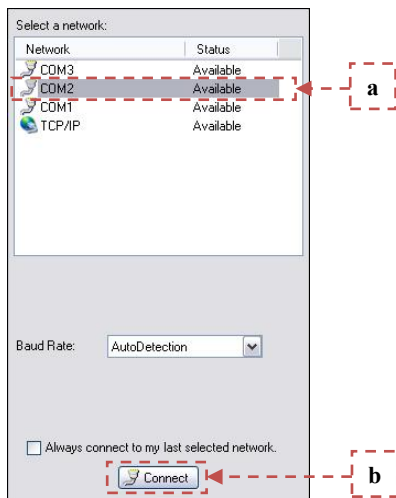 Select a network:
Network Status
COM3 Available
COM2 Available
a
COM1 Available
TCP/IP Available
Baud Rate: AutoDetection
Always connect to my last selected network.
Connect
b